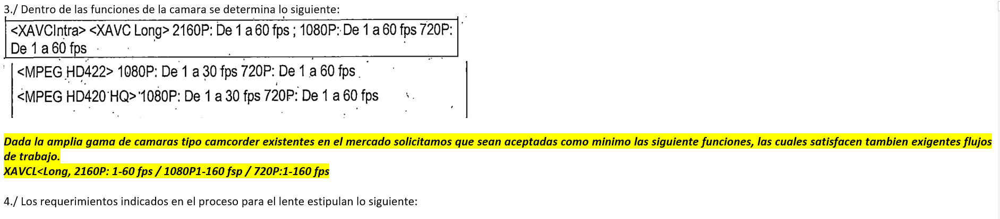 3./ Dentro de las funciones de la camara se determina lo siguiente:
<XAVCIntra> <XAVC Long> 2160P: De 1 a 60 fps ; 1080P: De 1 a 60 fps 720P:
De 1 a 60 fps
<MPEG HD422> 1080P: De 1 a 30 fps 720P: De 1 a 60 fps
<MPEG HD420 HQ> 1080P: De 1 a 30 fps 720P: De 1 a 60 fps
Dada la amplia gama de camaras tipo camcorder existentes en el mercado solicitamos que sean aceptadas como minimo las siguiente funciones, las cuales satisfacen tambien exigentes flujos
de trabajo.
XAVCL<Long, 2160P: 1-60 fps / 1080P1-160 fsp / 720P:1-160 fps
4./ Los requerimientos indicados en el proceso para el lente estipulan lo siguiente: